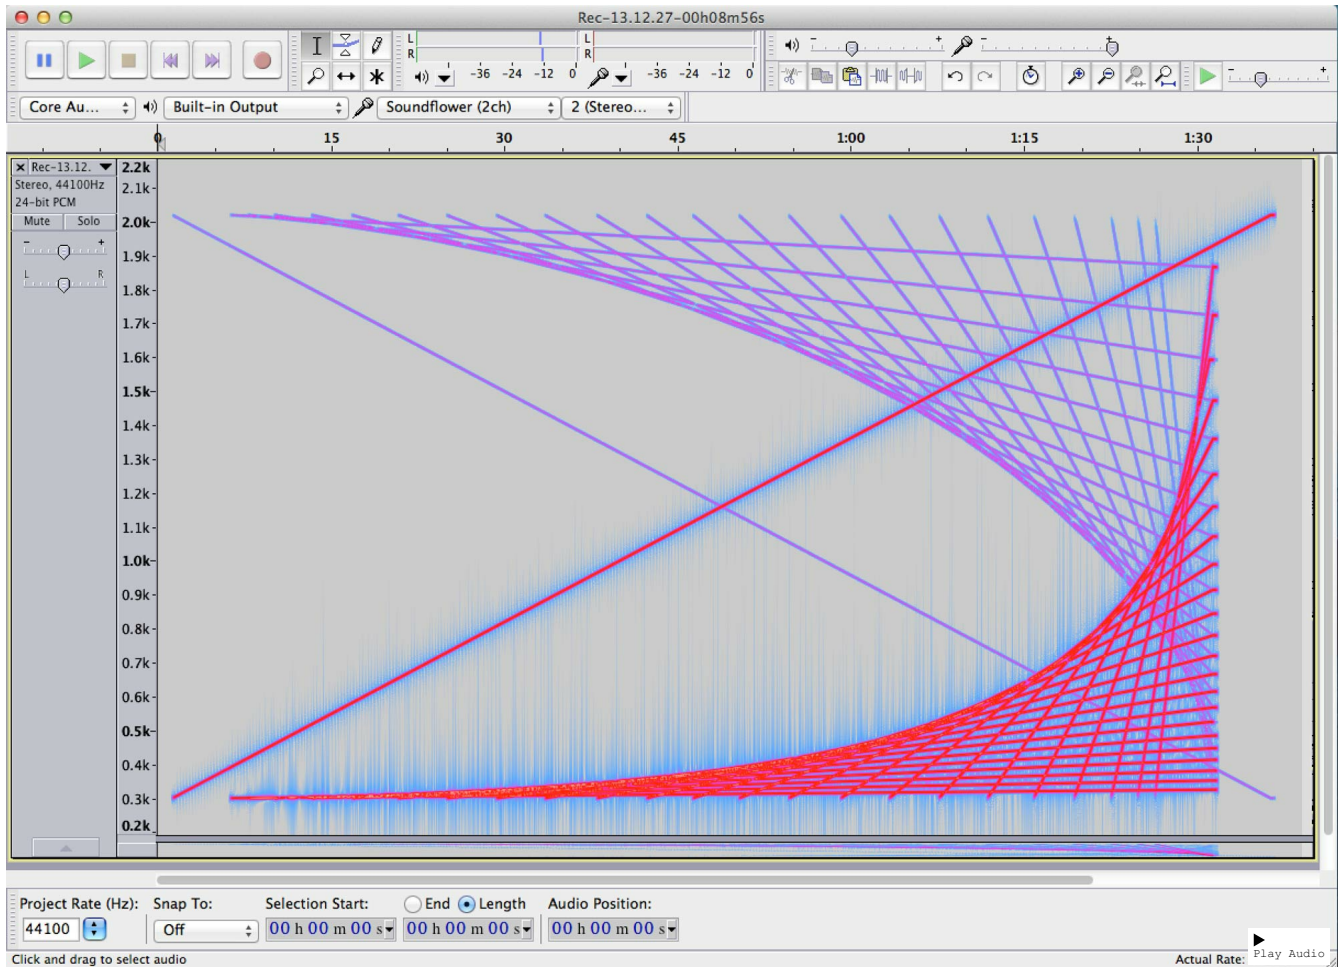 Rec-13.12.27-00h08m56s
L
R
-36 -24 -12 0
L
R
-36 -24 -12 0
- +
- +
- +
Core Au...
Built-in Output
Soundflower (2ch)
2 (Stereo...
0 15 30 45 1:00 1:15 1:30
Rec-13.12.
Stereo, 44100Hz
24-bit PCM
Mute Solo
- +
L R
2.2k
2.1k-
2.0k-
1.9k-
1.8k-
1.7k-
1.6k-
1.5k-
1.4k-
1.3k-
1.2k-
1.1k-
1.0k-
0.9k-
0.8k-
0.7k-
0.6k-
0.5k-
0.4k-
0.3k-
0.2k-
Project Rate (Hz): Snap To: Selection Start: End Length Audio Position:
44100 Off 00 h 00 m 00 s 00 h 00 m 00 s 00 h 00 m 00 s
Click and drag to select audio
Actual Rate:
Play Audio